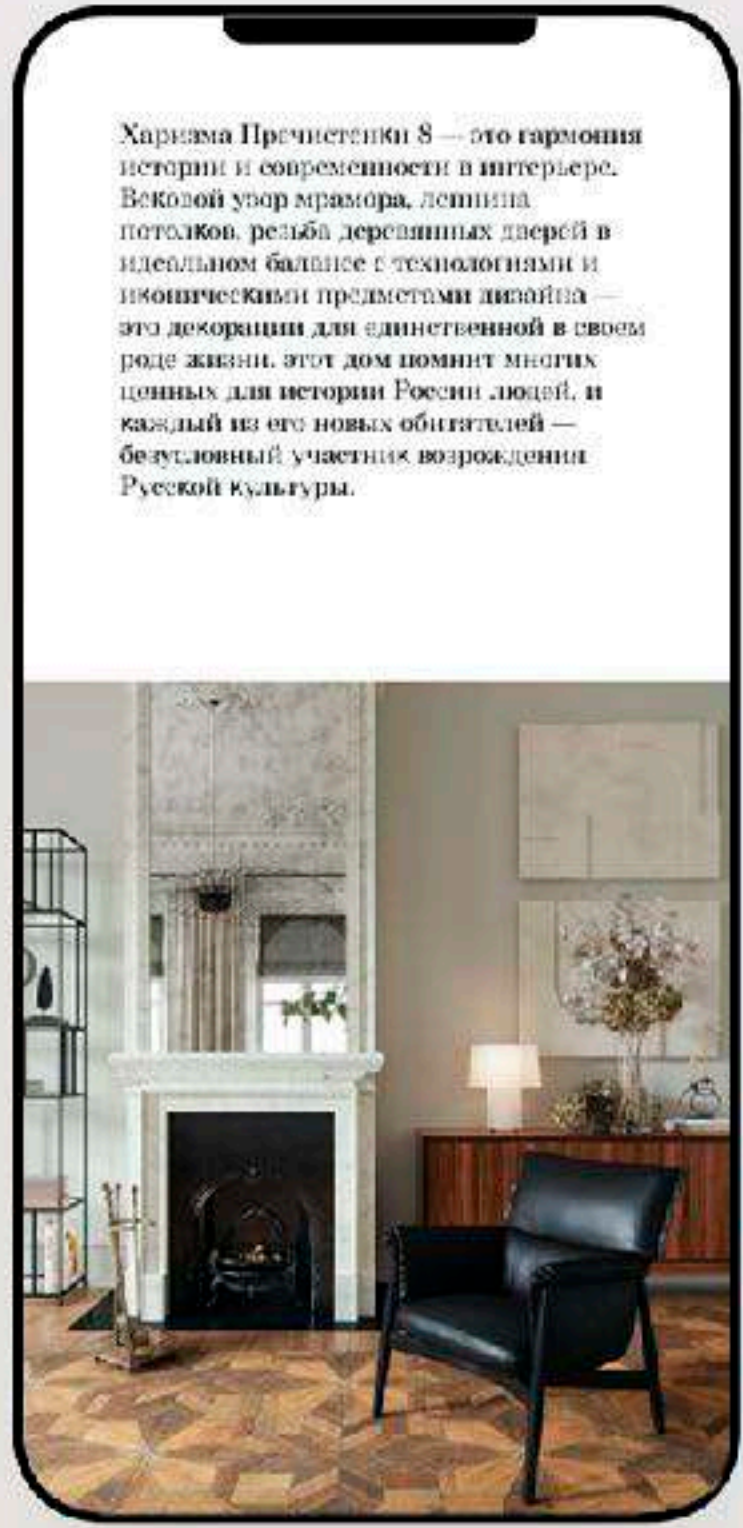 Харизма Пречистенки 8 — это гармония
истории и современности в интерьере.
Вековой узор мрамора, лепнина
потолков, резьба деревянных дверей в
идеальном балансе с технологиями и
иконическими предметами дизайна —
это декорации для единственной в своем
роде жизни. этот дом помнит многих
ценных для истории России людей, и
каждый из его новых обитателей —
безусловный участник возрождения
Русской культуры.